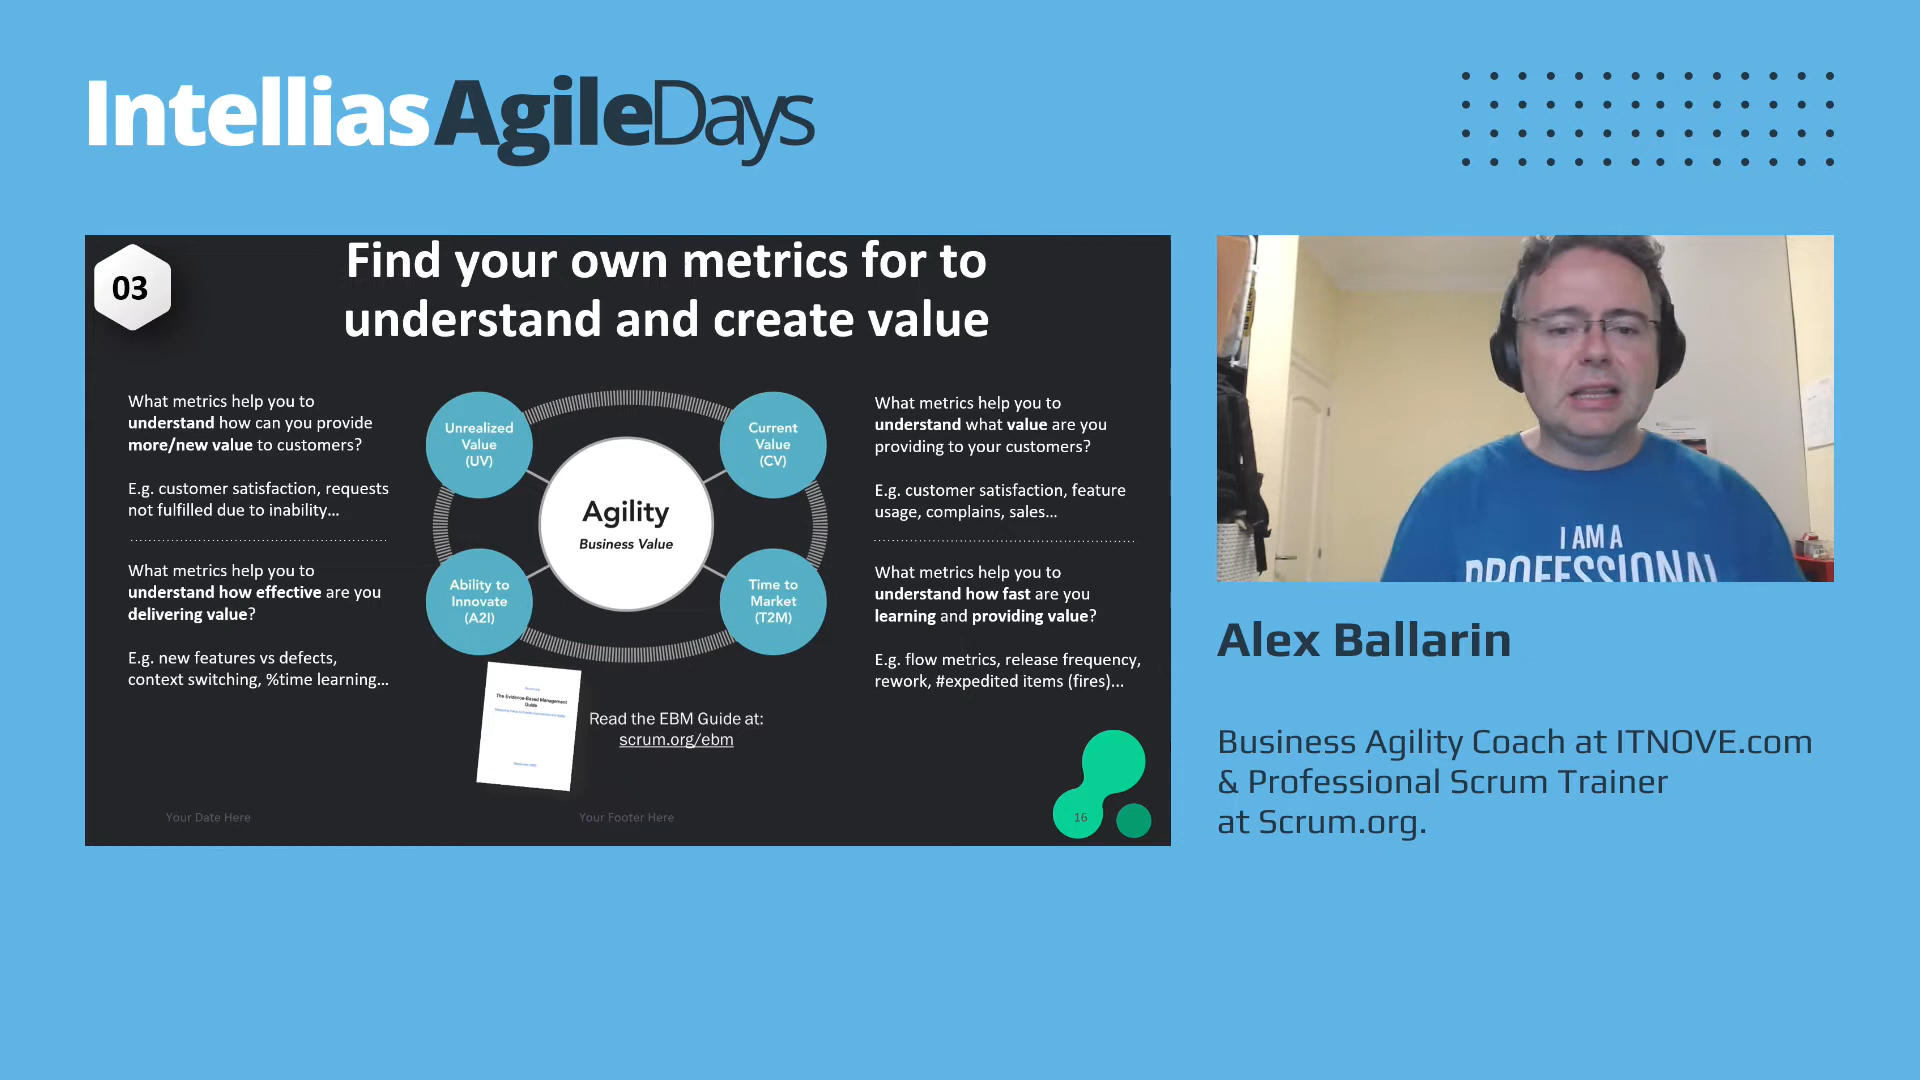 IntelliasAgileDays
03
Find your own metrics for to
understand and create value
What metrics help you to
understand how can you provide
more/new value to customers?
E.g. customer satisfaction, requests
not fulfilled due to inability...
What metrics help you to
understand how effective are you
delivering value?
E.g. new features vs defects,
context switching, %time learning...
Unrealized
Value
(UV)
Current
Value
(CV)
Agility
Business Value
Ability to
Innovate
(A2I)
Time to
Market
(T2M)
What metrics help you to
understand what value are you
providing to your customers?
E.g. customer satisfaction, feature
usage, complains, sales...
What metrics help you to
understand how fast are you
learning and providing value?
E.g. flow metrics, release frequency,
rework, #expedited items (fires)...
The Evidence-Based Management
Guide
Read the EBM Guide at:
scrum.org/ebm
Your Date Here
Your Footer Here
16
I AM A
PROFESSIONAL
Alex Ballarin
Business Agility Coach at ITNOVE.com
& Professional Scrum Trainer
at Scrum.org.